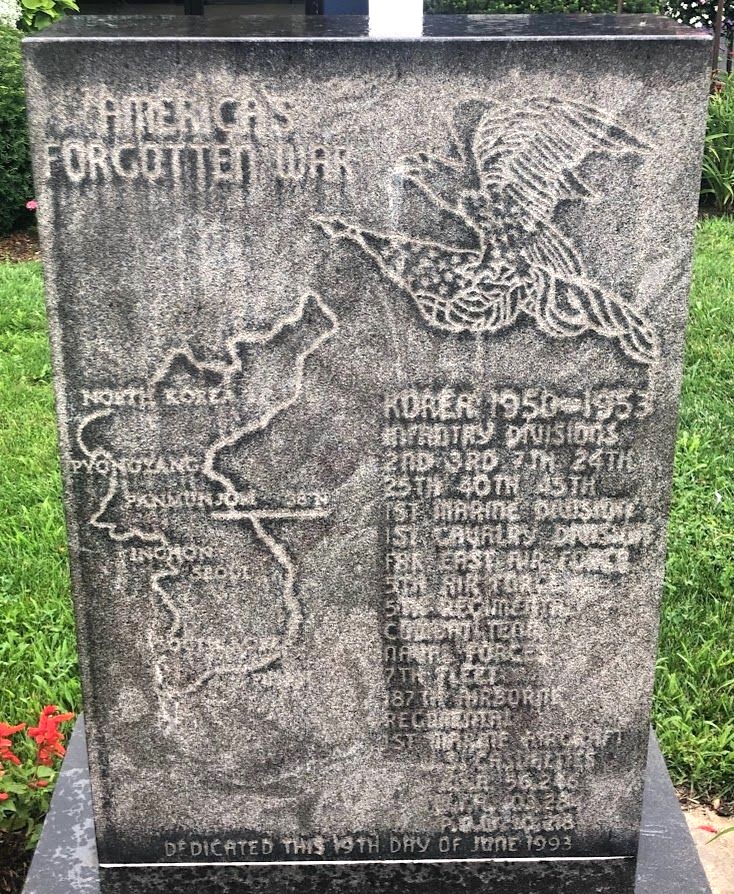 AMERICA'S
FORGOTTEN WAR
NORTH KOREA
PYONGYANG
PANMUNJOM 38°N
INCHON
SEOUL
KOREA 1950-1953
INFANTRY DIVISIONS
2ND 3RD 7TH 24TH
25TH 40TH 45TH
1ST MARINE DIVISION
1ST CAVALRY DIVISION
FAR EAST AIR FORCE
5TH AIR FORCE
5TH REGIMENTAL
COMBAT TEAM
NAVAL FORCES
7TH FLEET
187TH AIRBORNE
REGIMENTAL
1ST MARINE AIRCRAFT
U.S. CASUALTIES
DEDICATED THIS 19TH DAY OF JUNE 1993